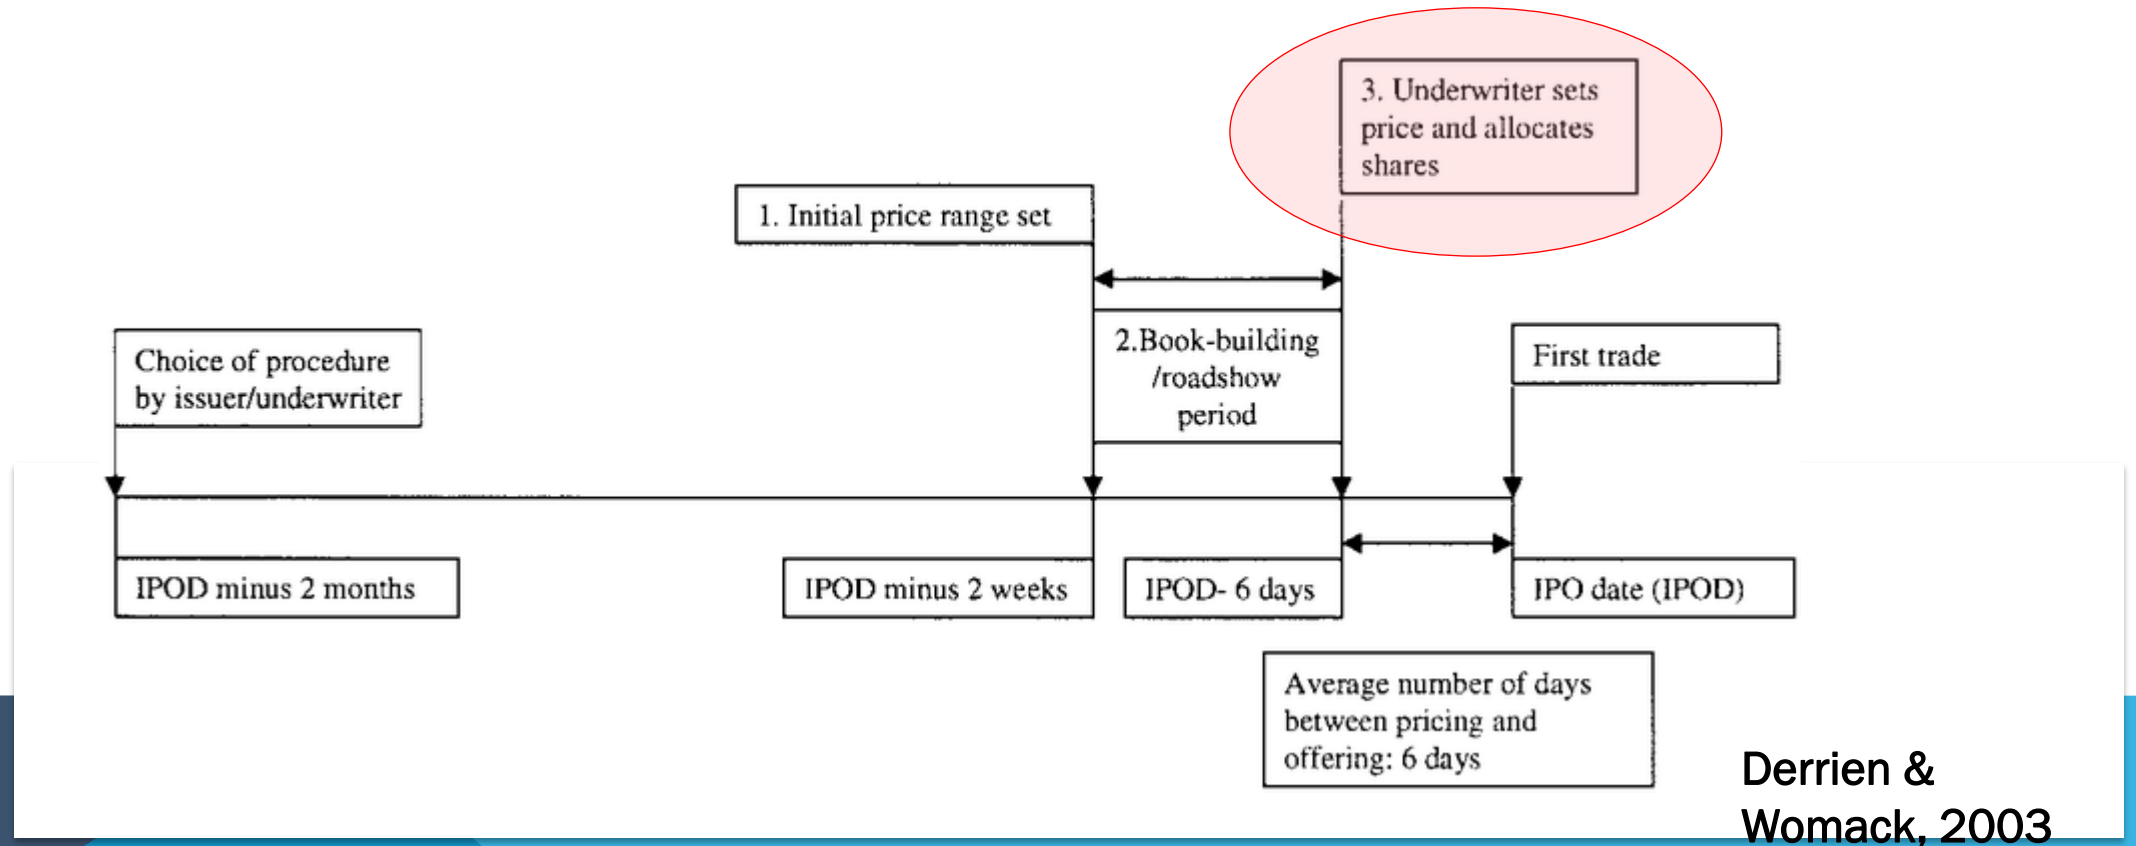 3. Underwriter sets
price and allocates
shares
1. Initial price range set
2.Book-building
/roadshow
period
First trade
Choice of procedure
by issuer/underwriter
IPOD minus 2 months
IPOD minus 2 weeks
IPOD- 6 days
IPO date (IPOD)
Average number of days
between pricing and
offering: 6 days
Derrien &
Womack, 2003